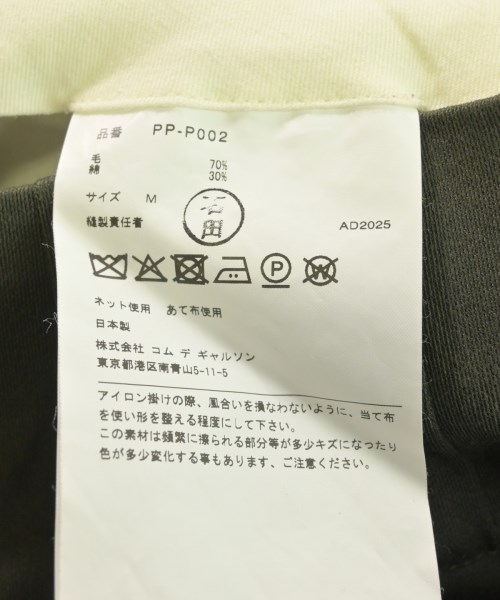 品番 PP-P002
毛 70%
綿 30%
サイズ M
縫製責任者
AD2025
P
W
ネット使用 あて布使用
日本製
株式会社 コム デ ギャルソン
東京都港区南青山5-11-5
アイロン掛けの際、風合いを損なわないように、当て布
を使い形を整える程度にして下さい。
この素材は頻繁に擦られる部分等が多少キズになったり
色が多少変化する事もあります、ご注意ください。